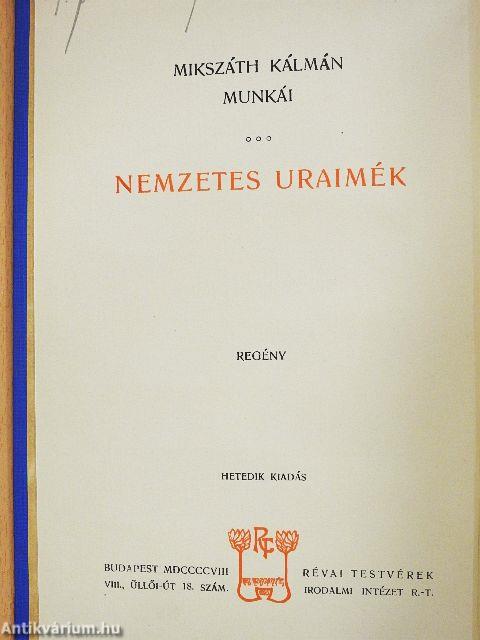 MIKSZÁTH KÁLMÁN
MUNKÁI
NEMZETES URAIMÉK
REGÉNY
HETEDIK KIADÁS
BUDAPEST MDCCCCVIII
VIII., ÜLLŐI-ÚT 18. SZÁM.
RÉVAI TESTVÉREK
IRODALMI INTÉZET R.-T.
Antikvárium.hu